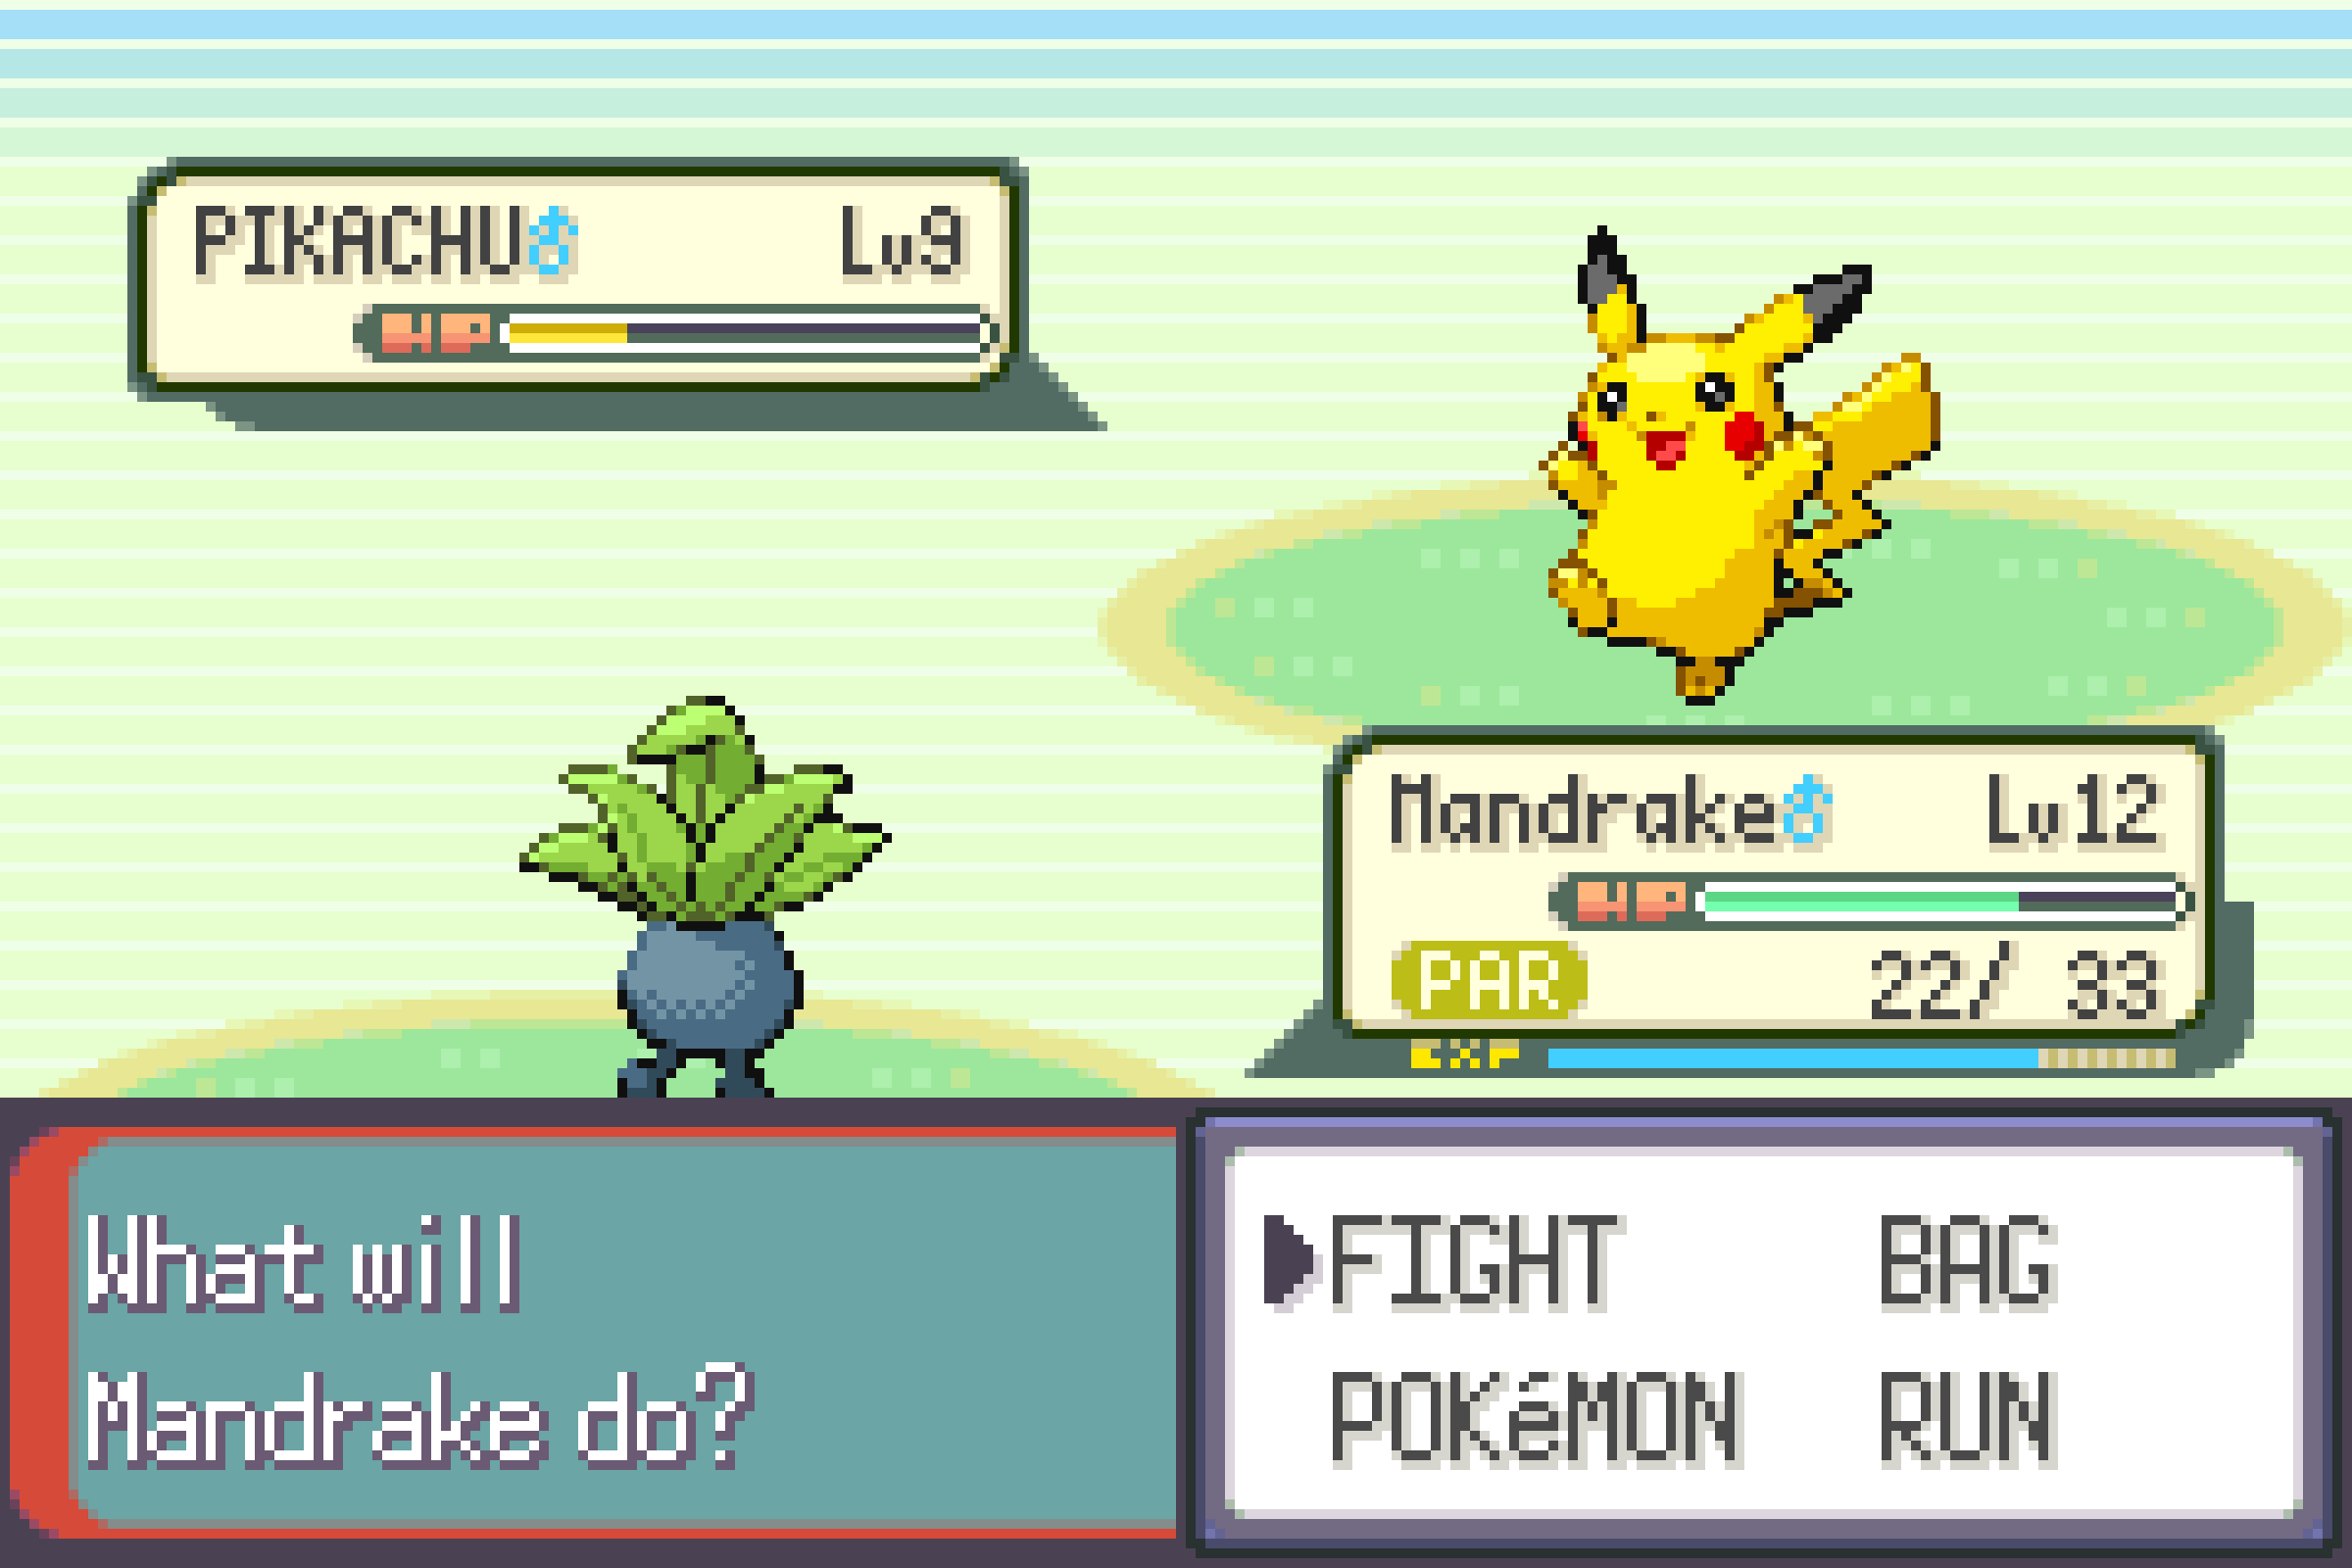 PIKACHU♂ Lv9
HP
Mandrake♂ Lv12
HP
PAR 22/ 33
EXP
What will
Mandrake do?
▶FIGHT BAG
POKéMON RUN